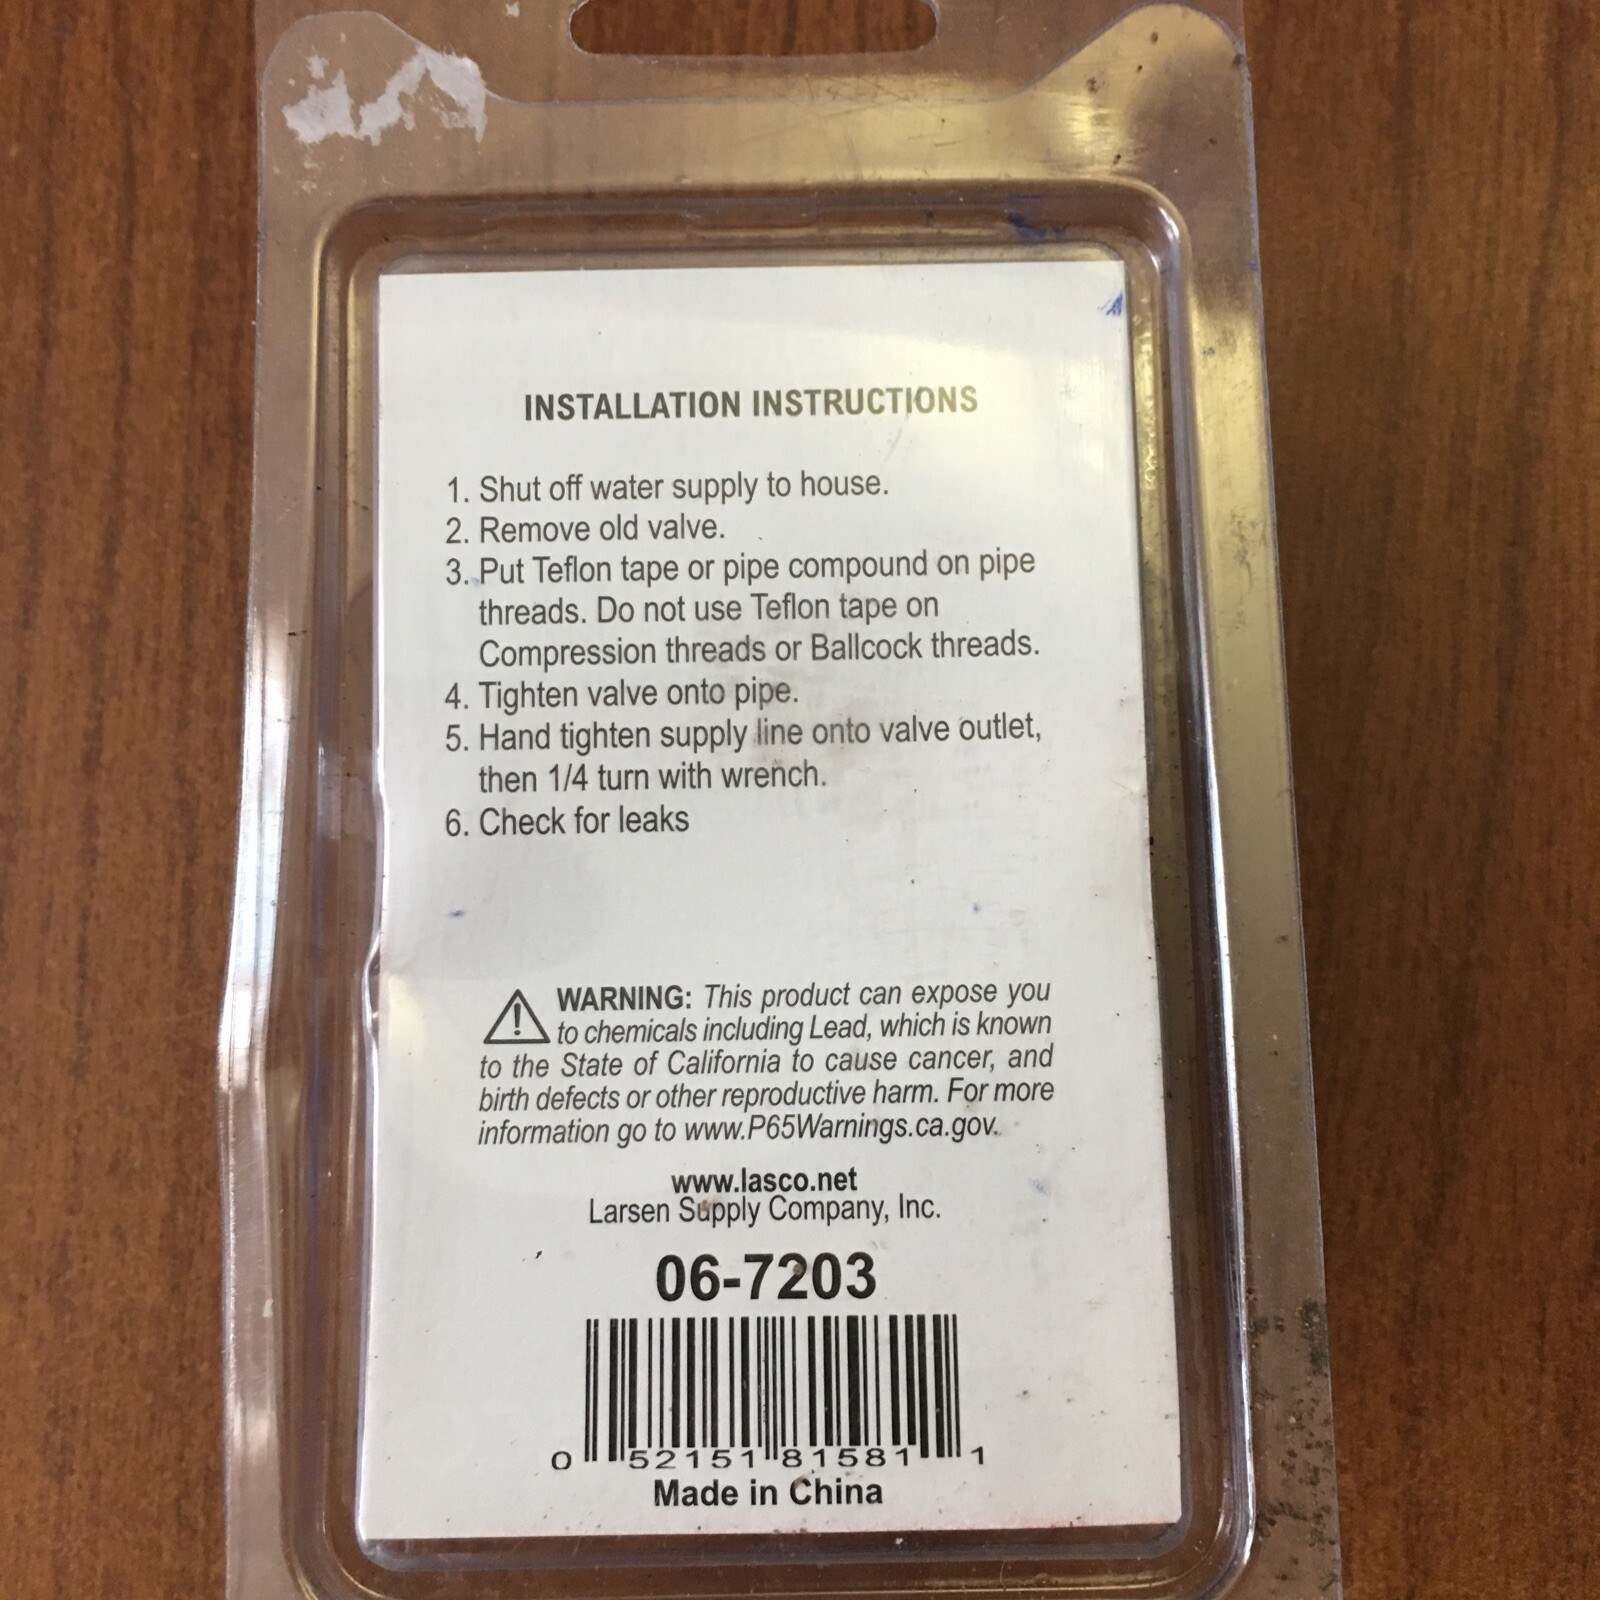 INSTALLATION INSTRUCTIONS
1. Shut off water supply to house.
2. Remove old valve.
3. Put Teflon tape or pipe compound on pipe
threads. Do not use Teflon tape on
Compression threads or Ballcock threads.
4. Tighten valve onto pipe.
5. Hand tighten supply line onto valve outlet,
then 1/4 turn with wrench.
6. Check for leaks
WARNING: This product can expose you
to chemicals including Lead, which is known
to the State of California to cause cancer, and
birth defects or other reproductive harm. For more
information go to www.P65Warnings.ca.gov.
www.lasco.net
Larsen Supply Company, Inc.
06-7203
0 52151 81581 1
Made in China